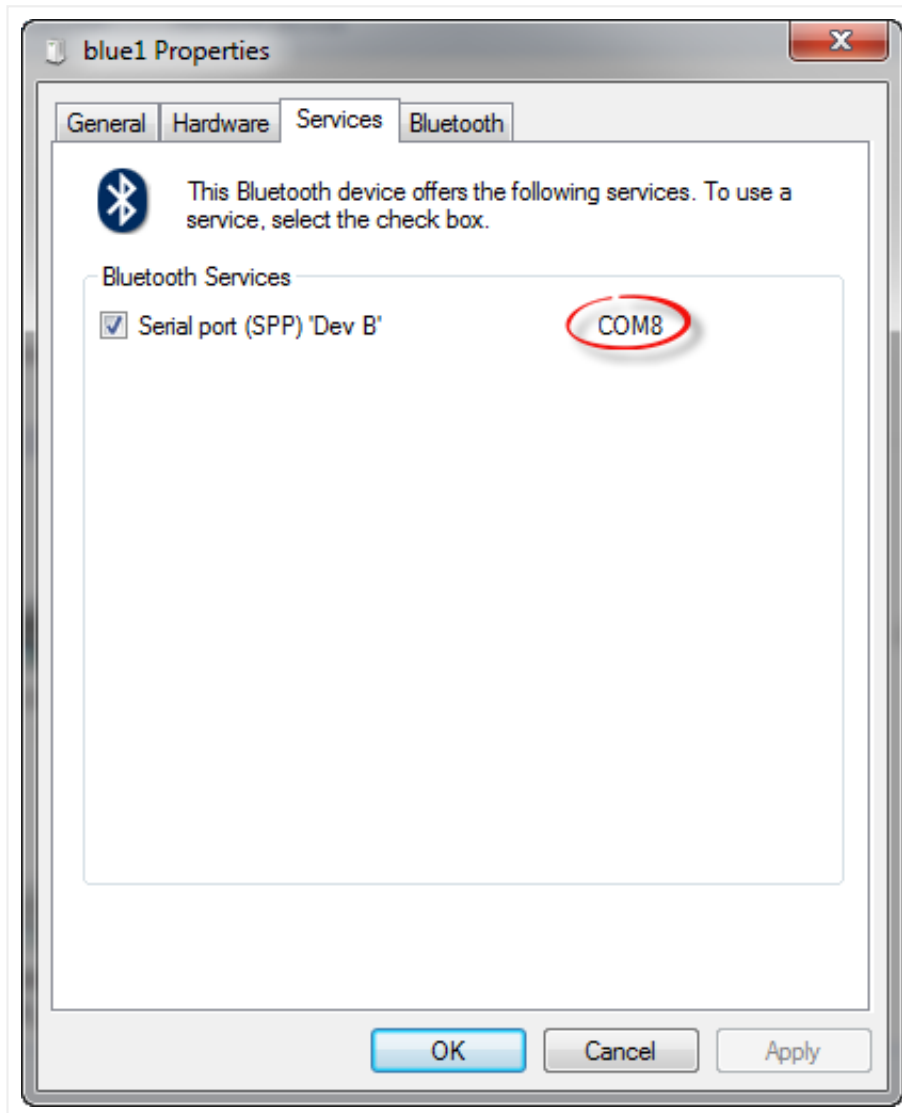 blue1 Properties
General Hardware Services Bluetooth
This Bluetooth device offers the following services. To use a
service, select the check box.
Bluetooth Services
Serial port (SPP) 'Dev B' COM8
OK Cancel Apply